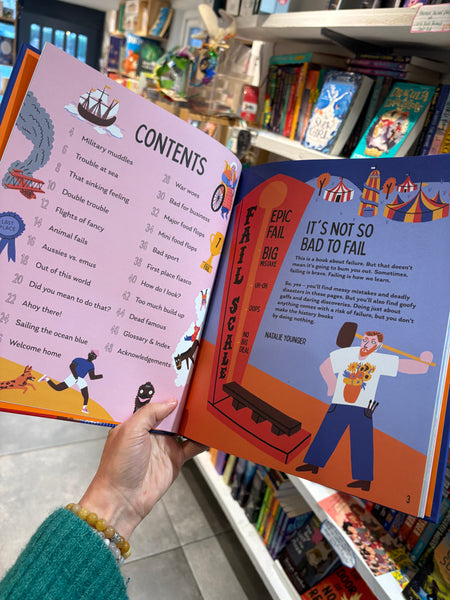 CONTENTS
4 Military muddles
6 Trouble at sea
8 That sinking feeling
10 Double trouble
12 Flights of fancy
14 Animal fails
16 Aussies vs. emus
18 Out of this world
20 Did you mean to do that?
22 Ahoy there!
24 Sailing the ocean blue
26 Welcome home
28 War woes
30 Bad for business
32 Major food flops
34 Mini food flops
36 Bad sport
38 First place fiasco
40 How do I look?
42 Too much build up
44 Dead famous
46 Glossary & Index
48 Acknowledgements
LAST
PLACE
1
FAIL SCALE
EPIC
FAIL
BIG
MISTAKE
UH-OH
OOPS
NO
BIG
DEAL
IT'S NOT SO
BAD TO FAIL
This is a book about failure. But that doesn't
mean it's going to bum you out. Sometimes,
failing is brave. Failing is how we learn.
So, yes – you'll find messy mistakes and deadly
disasters in these pages. But you'll also find goofy
gaffs and daring discoveries. Doing just about
anything comes with a risk of failure, but you don't
make the history books
by doing nothing.
NATALIE YOUNGER
3